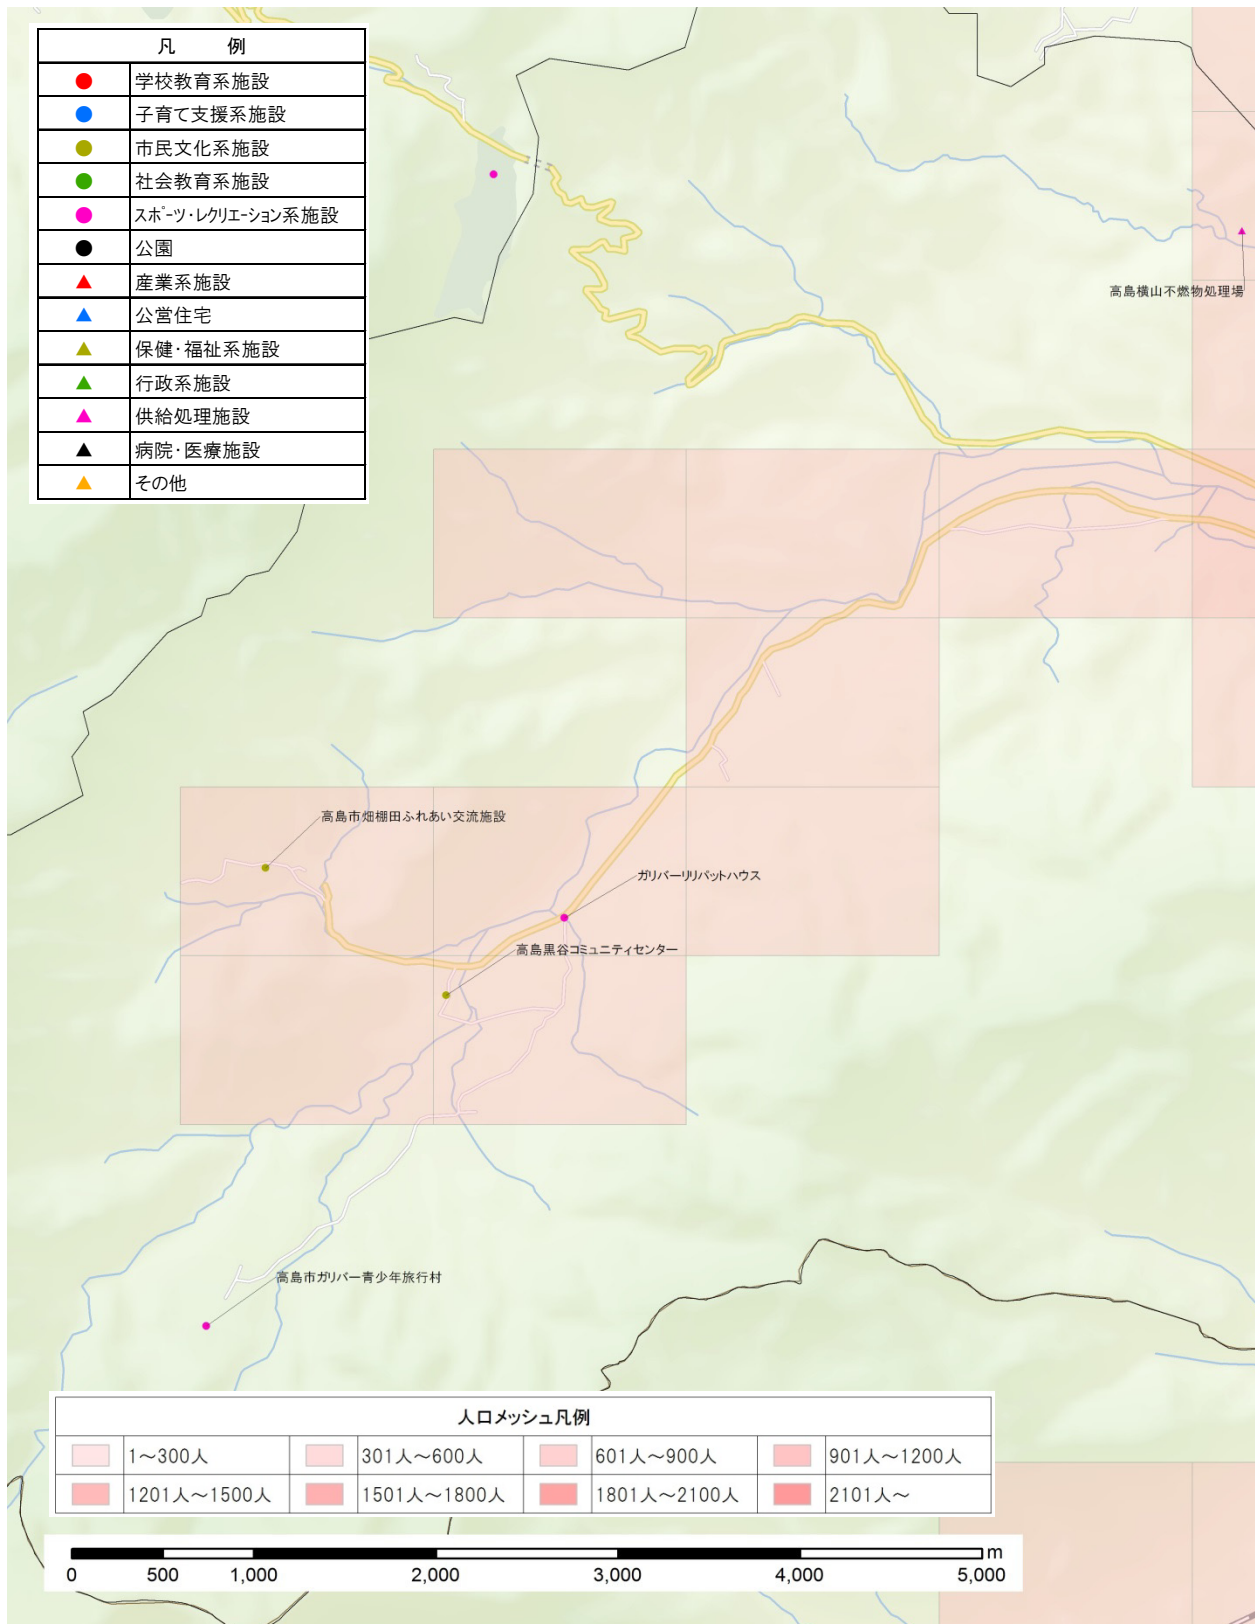 凡 例
学校教育系施設
子育て支援系施設
市民文化系施設
社会教育系施設
スポーツ・レクリエーション系施設
公園
産業系施設
公営住宅
保健・福祉系施設
行政系施設
供給処理施設
病院・医療施設
その他
高島横山不燃物処理場
高島市畑棚田ふれあい交流施設
ガリバーリリパットハウス
高島黒谷コミュニティセンター
高島市ガリバー青少年旅行村
人口メッシュ凡例
1～300人 301人～600人 601人～900人 901人～1200人
1201人～1500人 1501人～1800人 1801人～2100人 2101人～
m
0 500 1,000 2,000 3,000 4,000 5,000